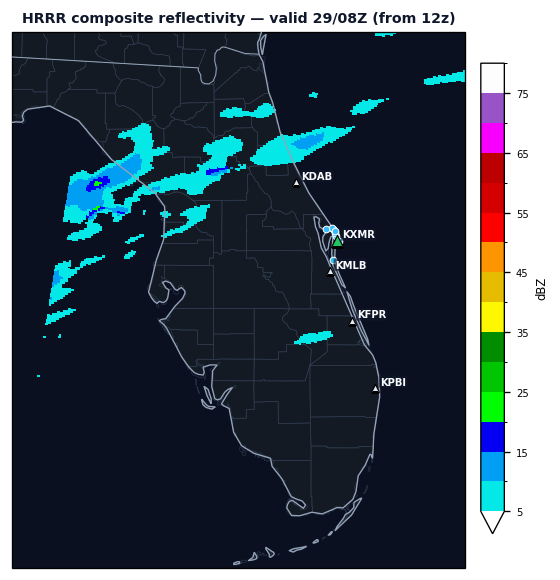 HRRR composite reflectivity — valid 29/08Z (from 12z)
KDAB
KXMR
KMLB
KFPR
KPBI
75
65
55
45
35
25
15
5
dBZ